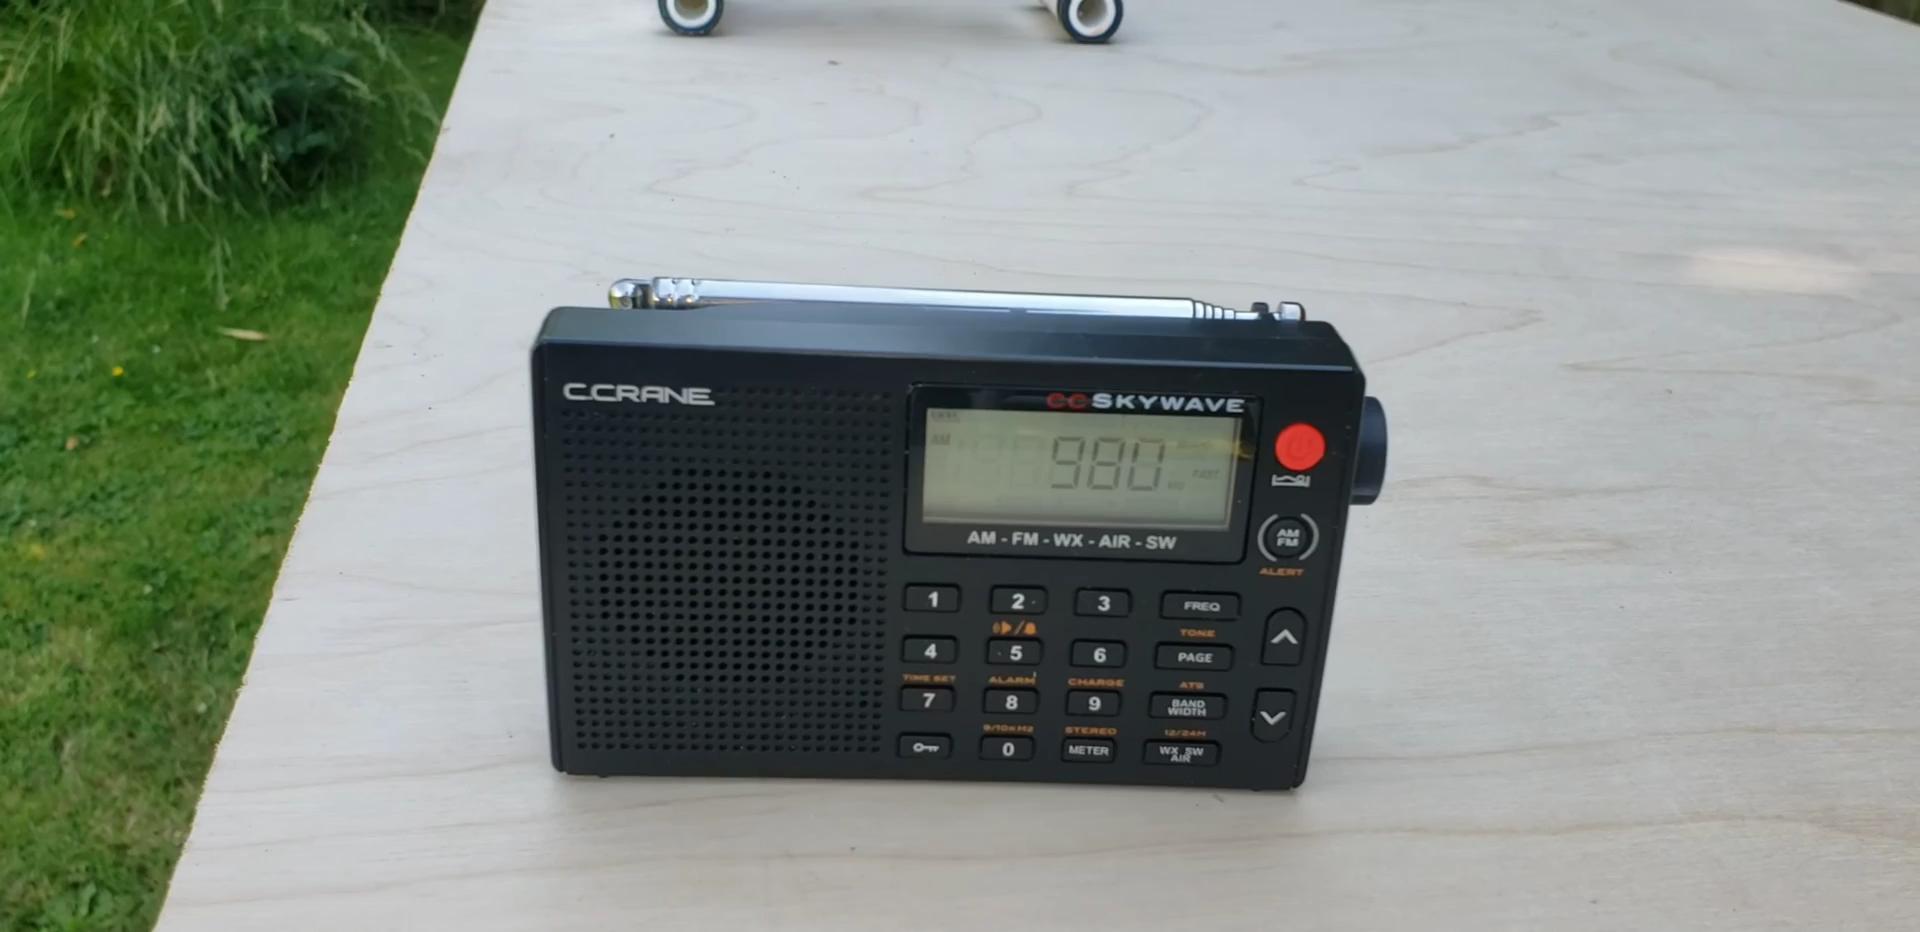 C.CRANE
CC SKYWAVE
AM
980
FAST
AM - FM - WX - AIR - SW
AM
FM
ALERT
1 2 3 FREQ
TONE
4 5 6 PAGE
TIME SET ALARM CHARGE ATS
7 8 9 BAND WIDTH
9/10kHz STEREO 12/24H
0 METER WX SW AIR